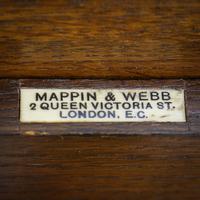 MAPPIN & WEBB
2 QUEEN VICTORIA ST.
LONDON, E.C.